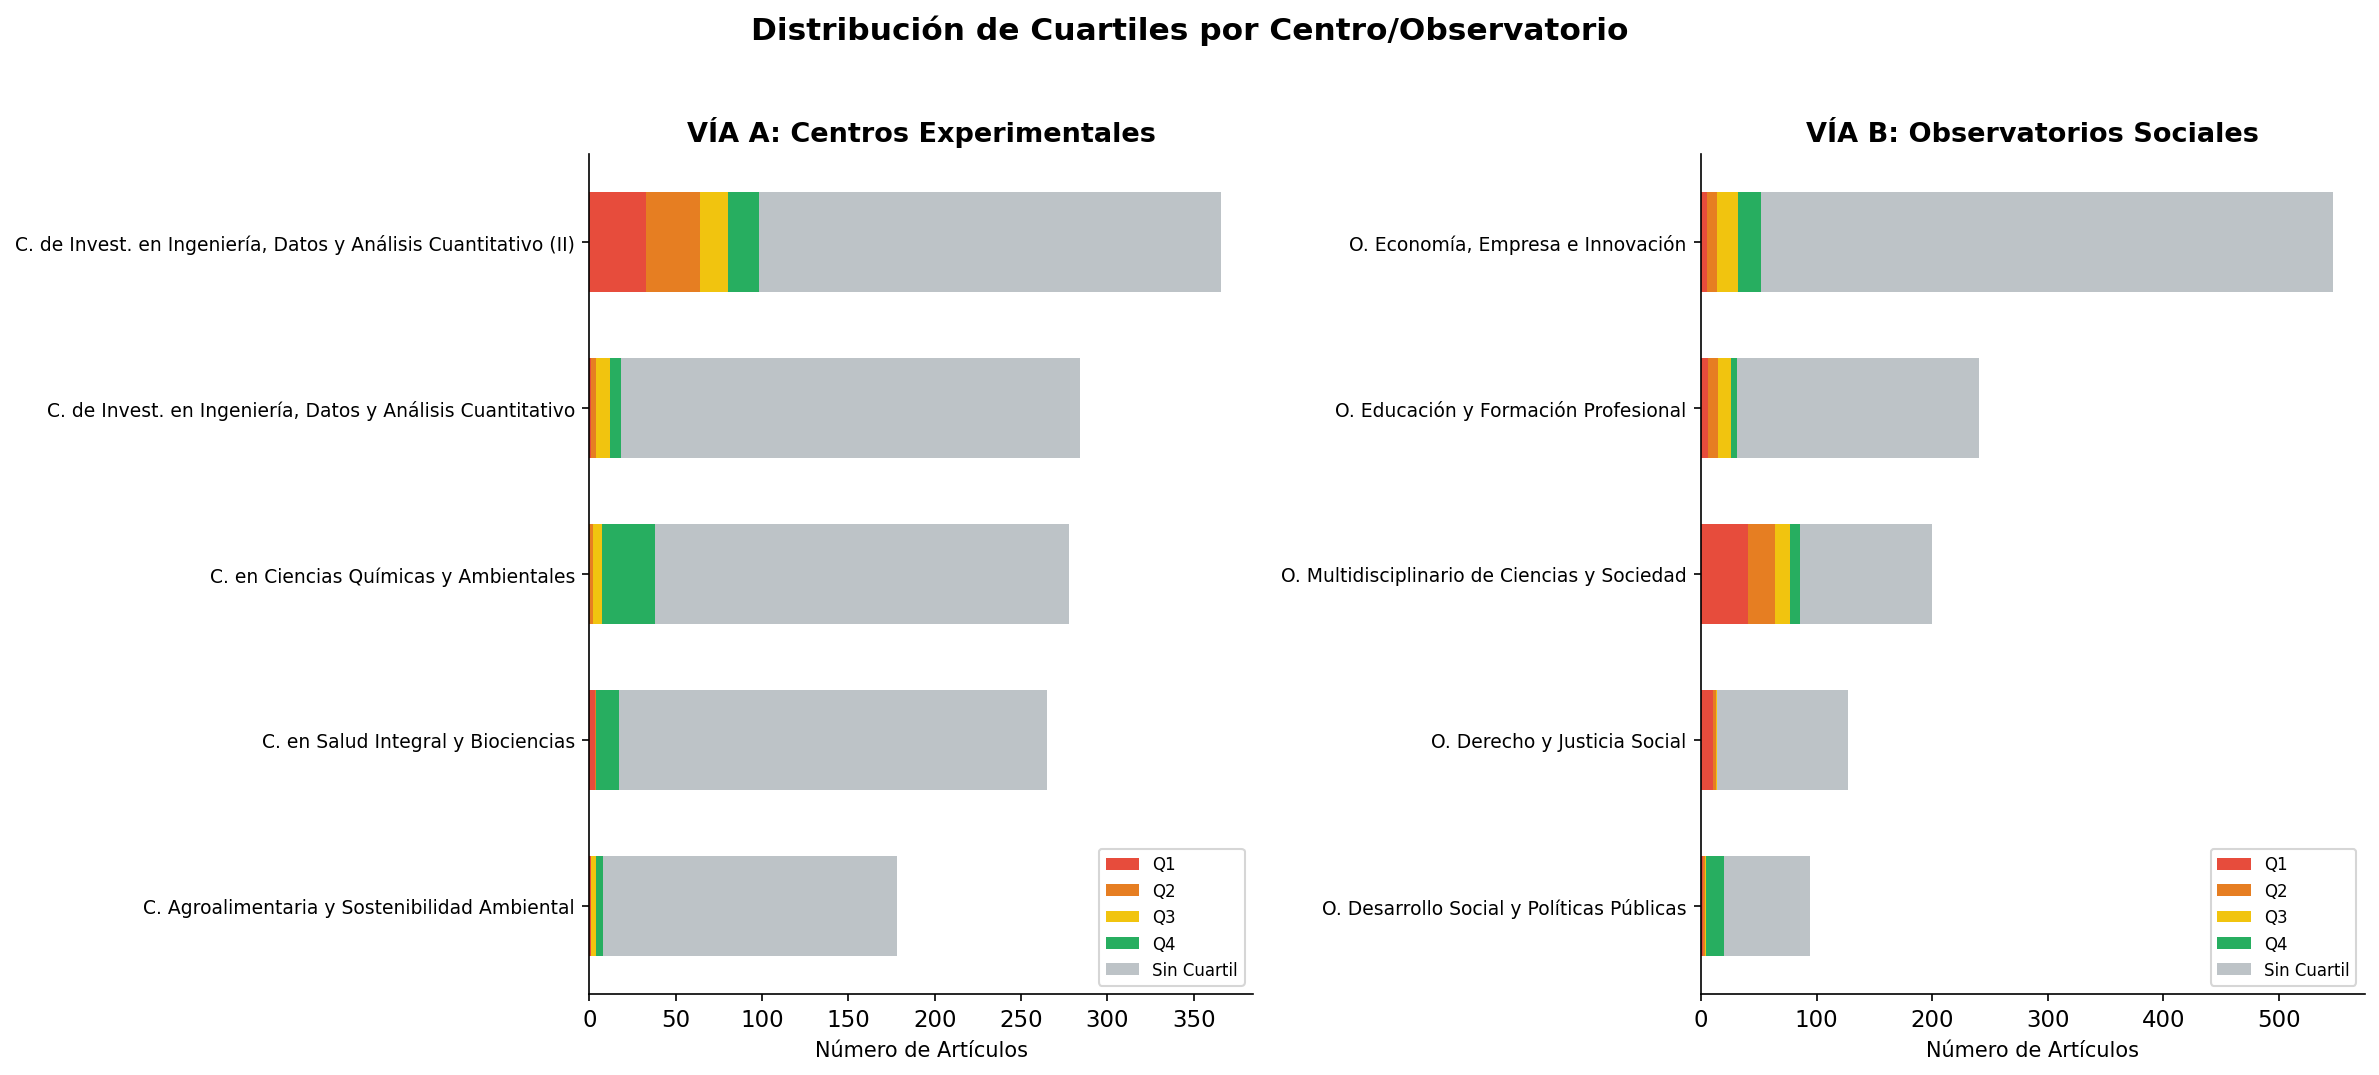 Distribución de Cuartiles por Centro/Observatorio
VÍA A: Centros Experimentales
C. de Invest. en Ingeniería, Datos y Análisis Cuantitativo (II)
C. de Invest. en Ingeniería, Datos y Análisis Cuantitativo
C. en Ciencias Químicas y Ambientales
C. en Salud Integral y Biociencias
C. Agroalimentaria y Sostenibilidad Ambiental
Q1
Q2
Q3
Q4
Sin Cuartil
0 50 100 150 200 250 300 350
Número de Artículos
VÍA B: Observatorios Sociales
O. Economía, Empresa e Innovación
O. Educación y Formación Profesional
O. Multidisciplinario de Ciencias y Sociedad
O. Derecho y Justicia Social
O. Desarrollo Social y Políticas Públicas
Q1
Q2
Q3
Q4
Sin Cuartil
0 100 200 300 400 500
Número de Artículos